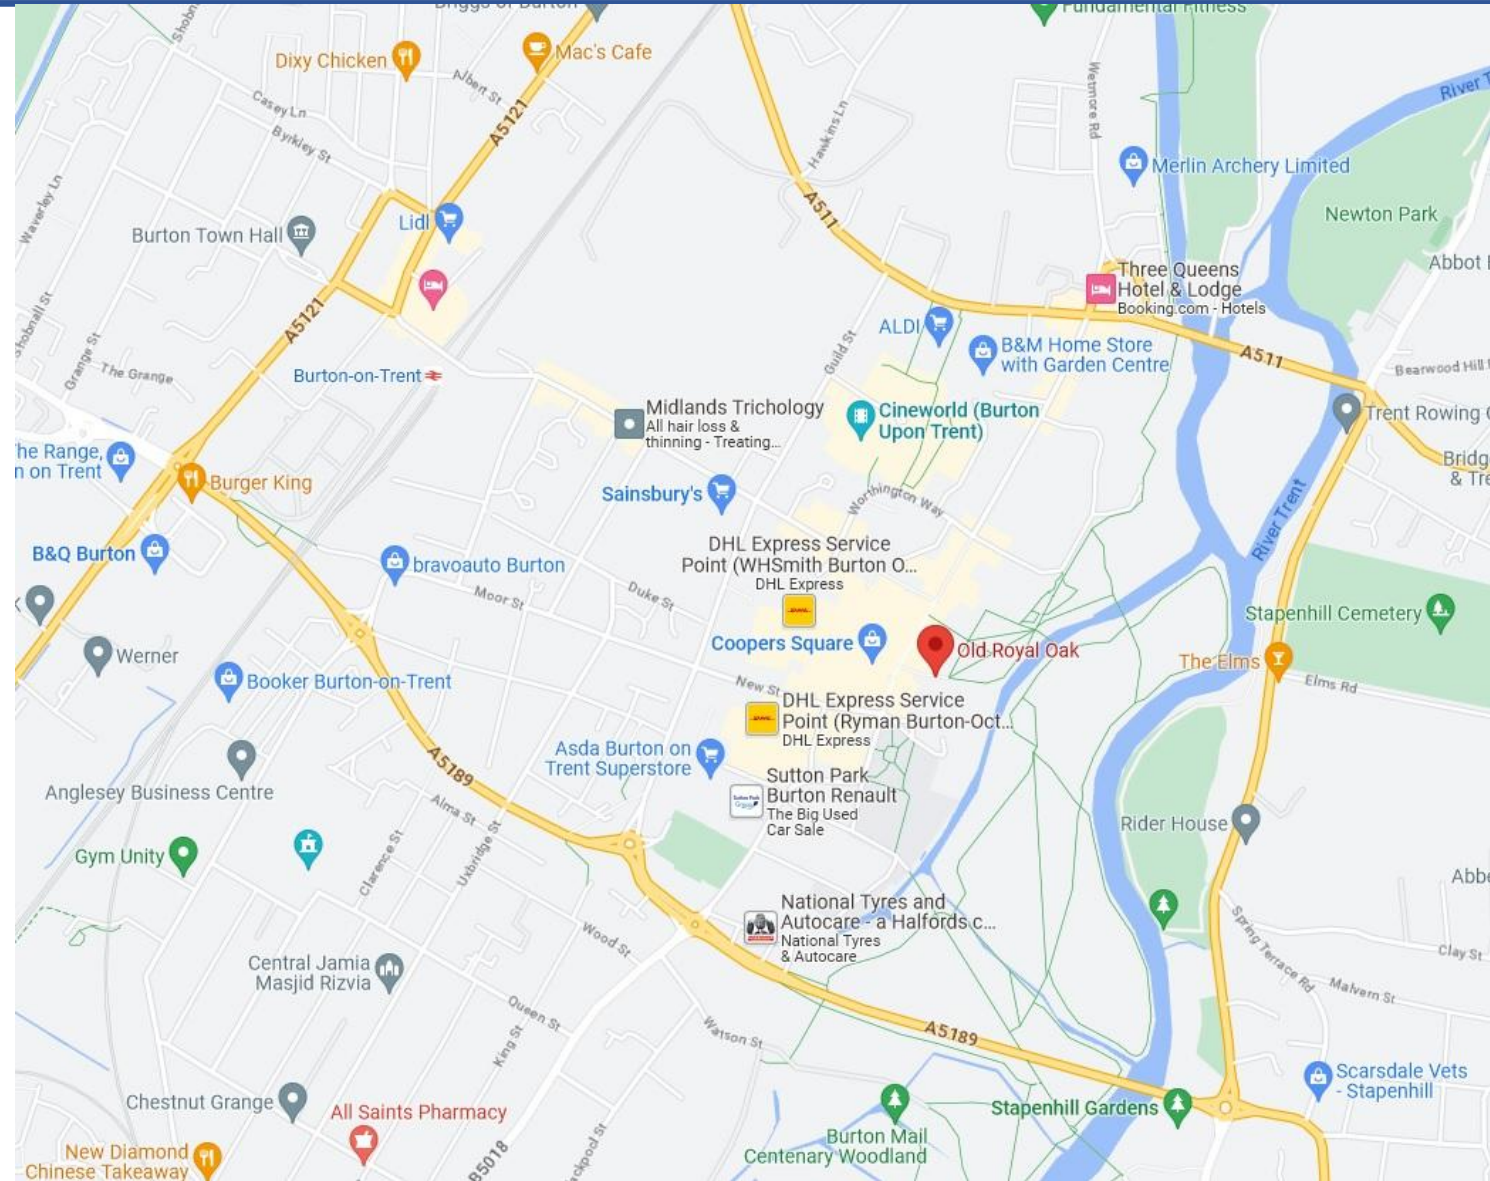 Briggs of Burton
Fundamental Fitness
Shobn
Dixy Chicken
Mac's Cafe
Albert St
Casey Ln
Byrkley St
A5121
Hawkins Ln
Wetmore Rd
River T
Merlin Archery Limited
Waverley Ln
Newton Park
Lidl
Burton Town Hall
A511
Abbot
Three Queens
Hotel & Lodge
Booking.com - Hotels
Shobnall St
A5121
Grange St
The Grange
ALDI
Guild St
B&M Home Store
with Garden Centre
A511
Bearwood Hill
Burton-on-Trent
Midlands Trichology
All hair loss &
thinning - Treating...
Cineworld (Burton
Upon Trent)
Trent Rowing
he Range,
n on Trent
Burger King
Bridg
& Tre
Sainsbury's
Worthington Way
River Trent
B&Q Burton
bravoauto Burton
DHL Express Service
Point (WHSmith Burton O...
DHL Express
Moor St
Duke St
Stapenhill Cemetery
Werner
Coopers Square
Old Royal Oak
The Elms
Elms Rd
Booker Burton-on-Trent
New St
DHL Express Service
Point (Ryman Burton-Oct...
DHL Express
Asda Burton on
Trent Superstore
A5189
Sutton Park
Burton Renault
The Big Used
Car Sale
Anglesey Business Centre
Alma St
Rider House
Gym Unity
Clarence St
Uxbridge St
Abbe
National Tyres and
Autocare - a Halfords c...
National Tyres
& Autocare
Wood St
Spring Terrace Rd
Clay St
Central Jamia
Masjid Rizvia
Malvern St
Queen St
King St
Watson St
A5189
Scarsdale Vets
- Stapenhill
Chestnut Grange
All Saints Pharmacy
Stapenhill Gardens
Burton Mail
Centenary Woodland
New Diamond
Chinese Takeaway
B5018
ackpool St